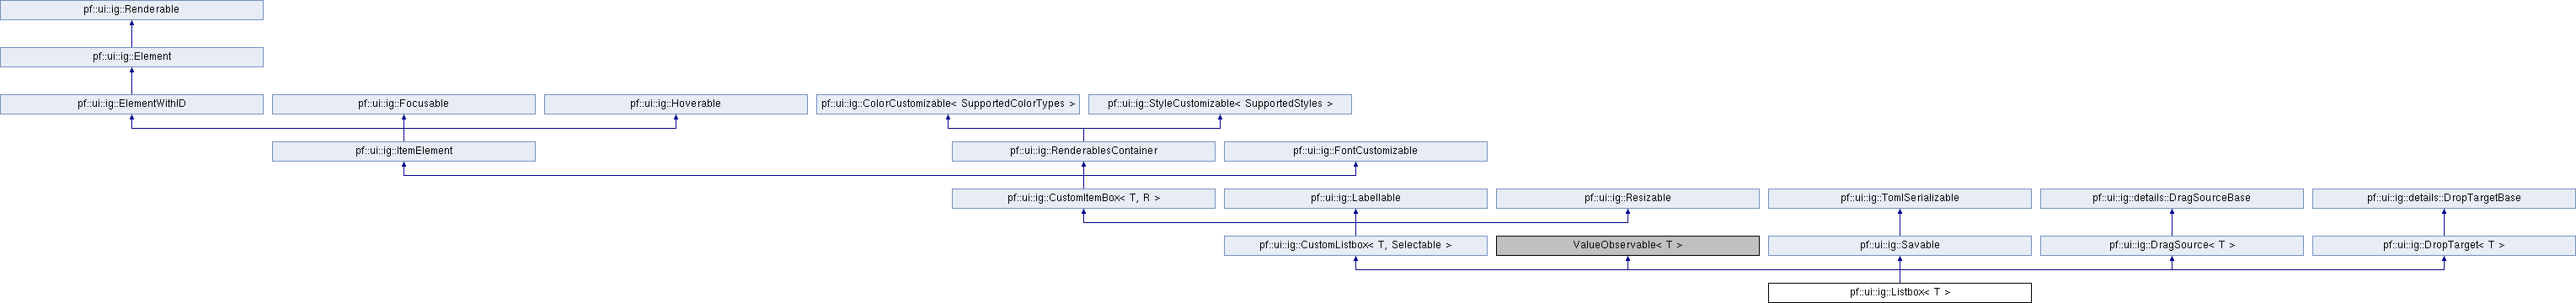 pf::ui::ig::Renderable
pf::ui::ig::Element
pf::ui::ig::ElementWithID
pf::ui::ig::Focusable
pf::ui::ig::Hoverable
pf::ui::ig::ColorCustomizable< SupportedColorTypes >
pf::ui::ig::StyleCustomizable< SupportedStyles >
pf::ui::ig::ItemElement
pf::ui::ig::RenderablesContainer
pf::ui::ig::FontCustomizable
pf::ui::ig::CustomItemBox< T, R >
pf::ui::ig::Labellable
pf::ui::ig::Resizable
pf::ui::ig::TomlSerializable
pf::ui::ig::details::DragSourceBase
pf::ui::ig::details::DropTargetBase
pf::ui::ig::CustomListbox< T, Selectable >
ValueObservable< T >
pf::ui::ig::Savable
pf::ui::ig::DragSource< T >
pf::ui::ig::DropTarget< T >
pf::ui::ig::Listbox< T >